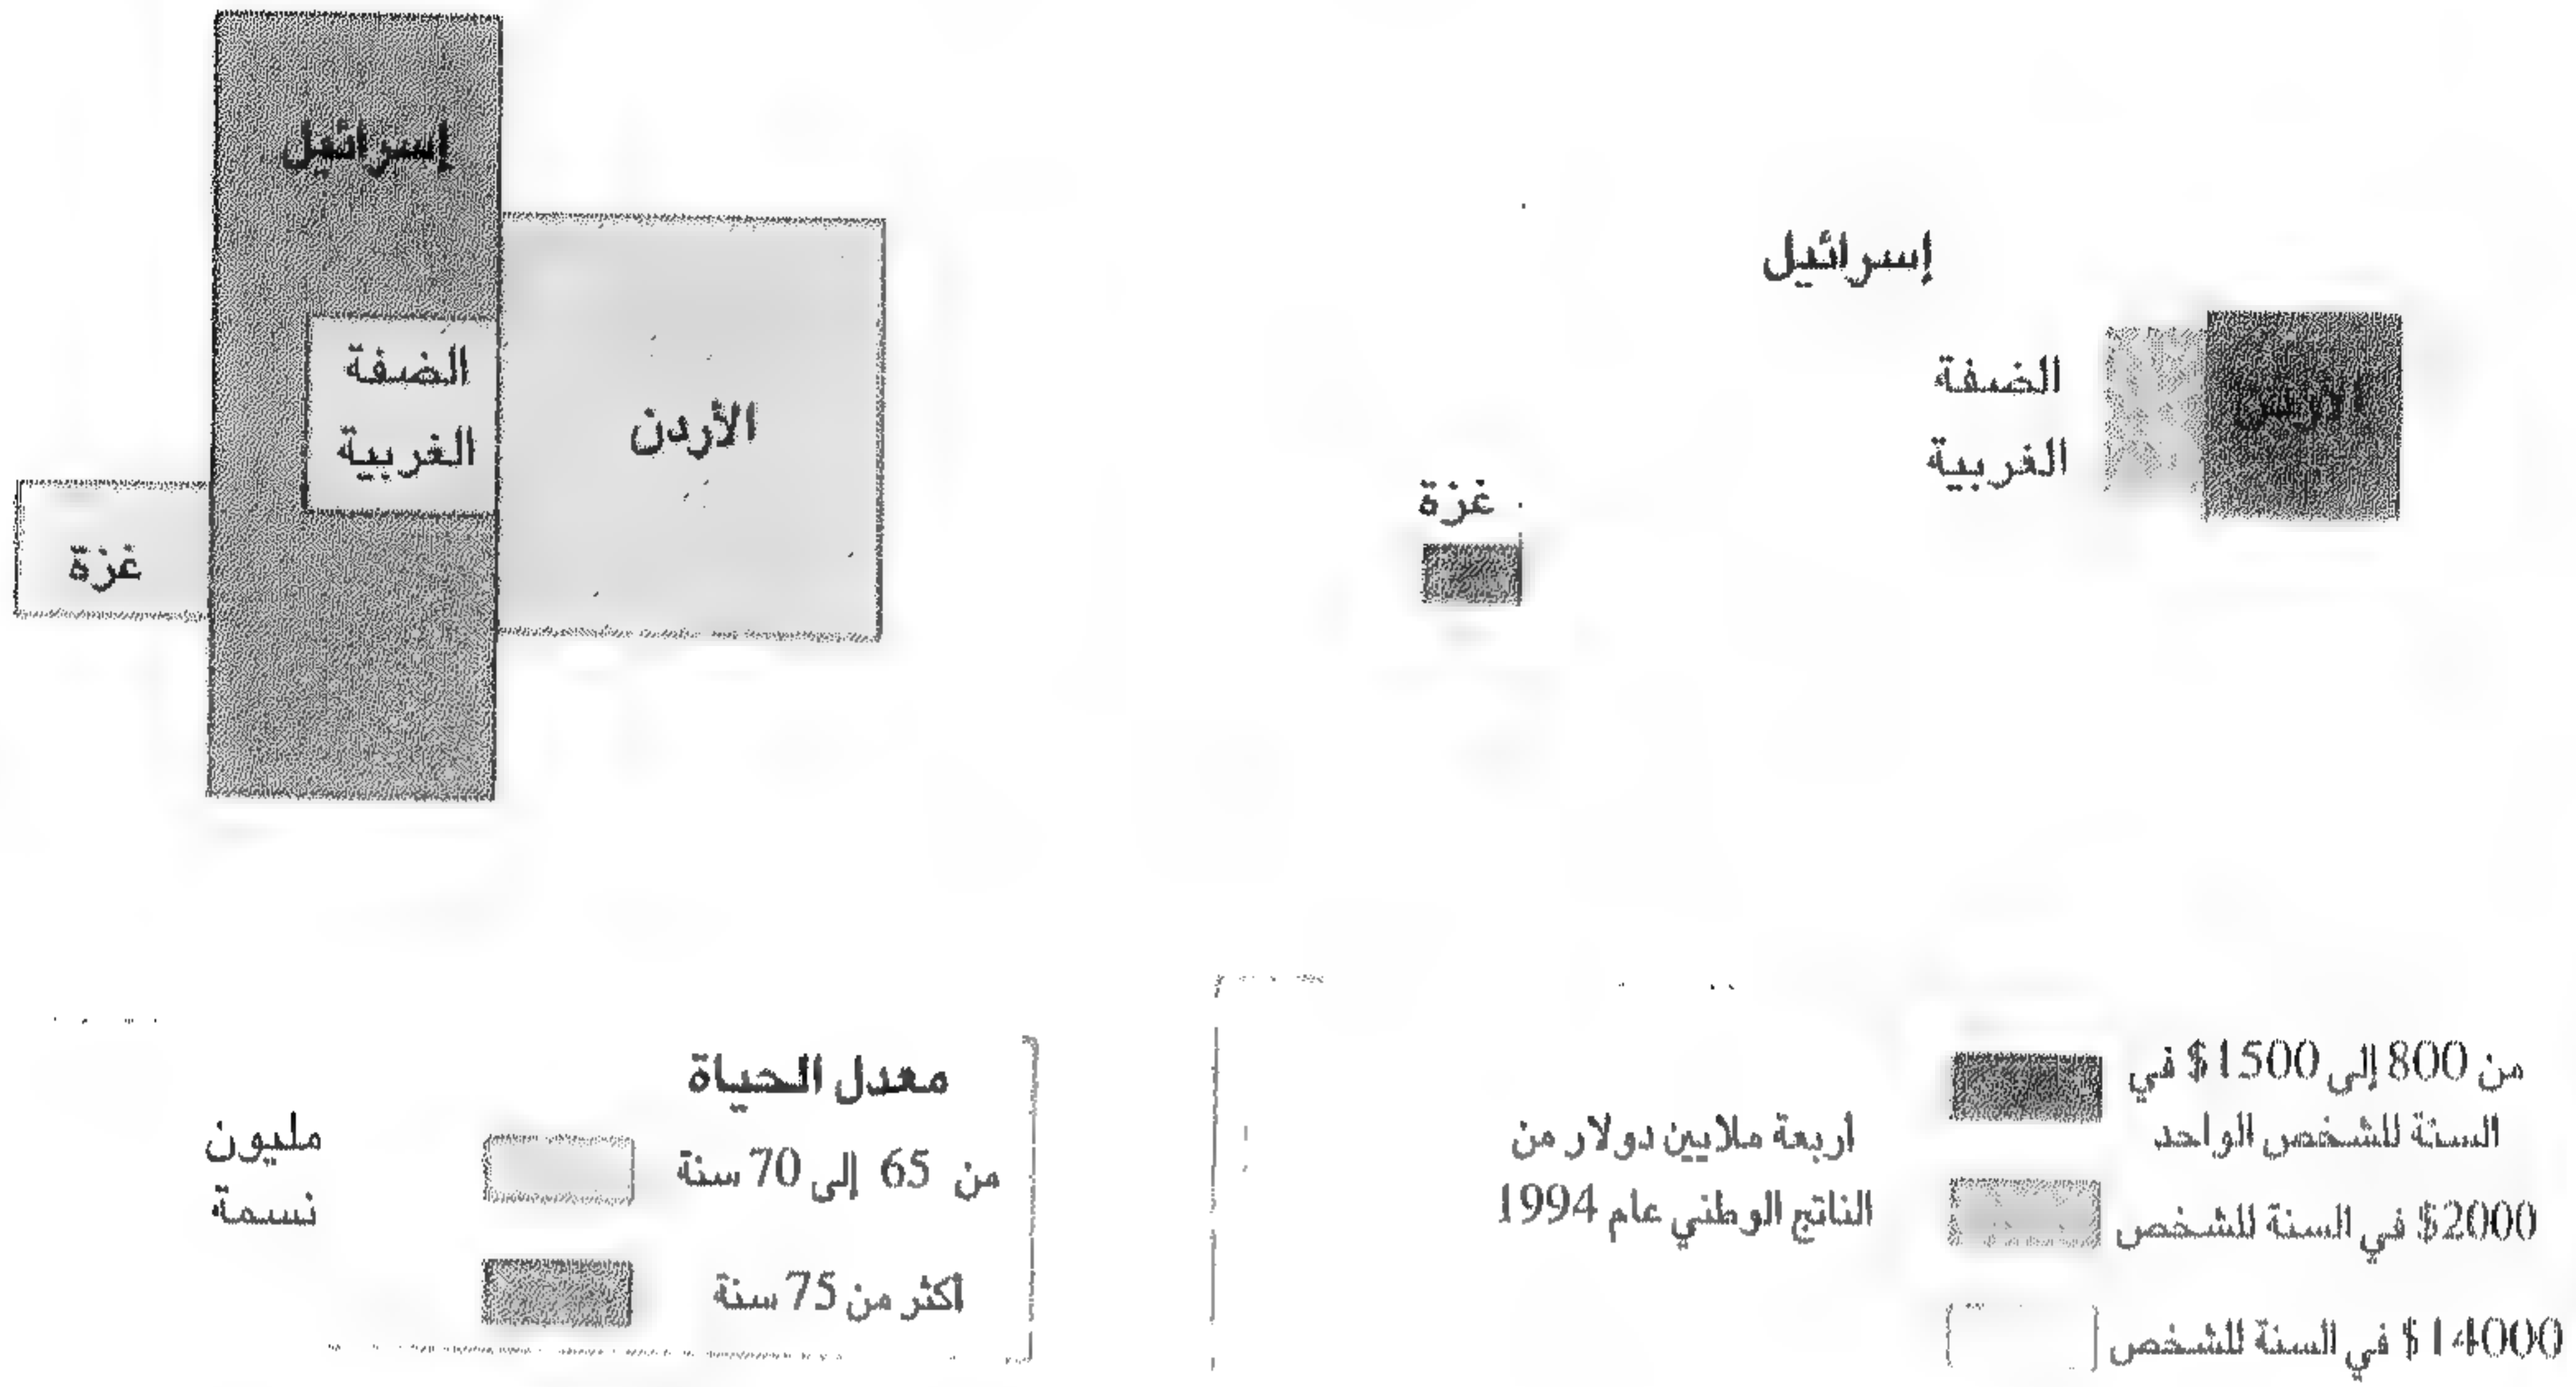 إسرائيل
الضفة
الغربية
الأردن
غزة
إسرائيل
الضفة
الغربية
الأردن
غزة
معدل الحياة
من 65 إلى 70 سنة
أكثر من 75 سنة
مليون
نسمة
من 800 إلى 1500$ في
السنة للشخص الواحد
2000$ في السنة للشخص
14000$ في السنة للشخص
اربعة ملايين دولار من
الناتج الوطني عام 1994